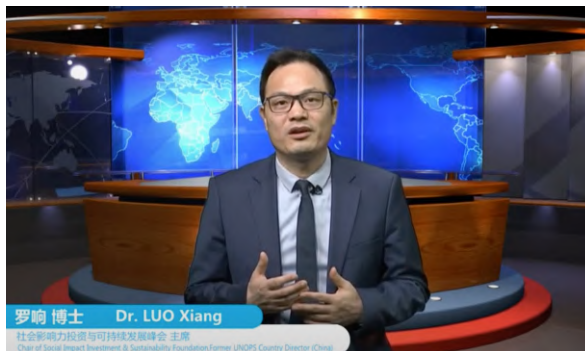 罗响 博士 Dr. LUO Xiang
社会影响力投资与可持续发展峰会 主席
Chair of Social Impact Investment & Sustainability Foundation Former UNOPS Country Director (China)